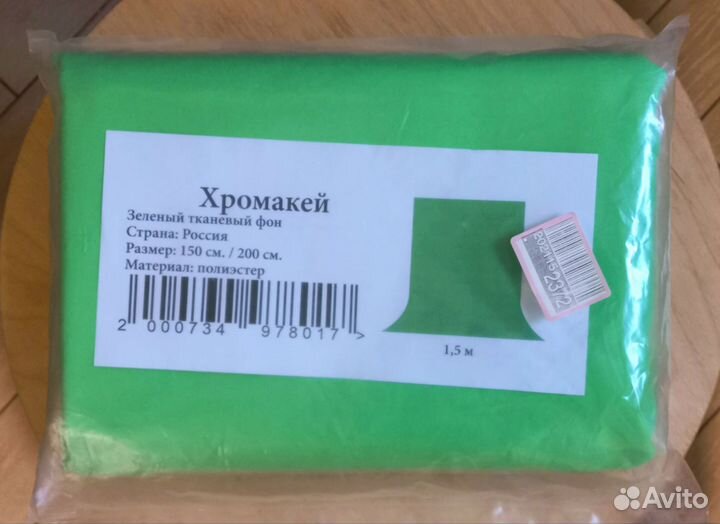 Хромакей
Зеленый тканевый фон
Страна: Россия
Размер: 150 см. / 200 см.
Материал: полиэстер
2 000734 978017 >
1,5 м
Avito